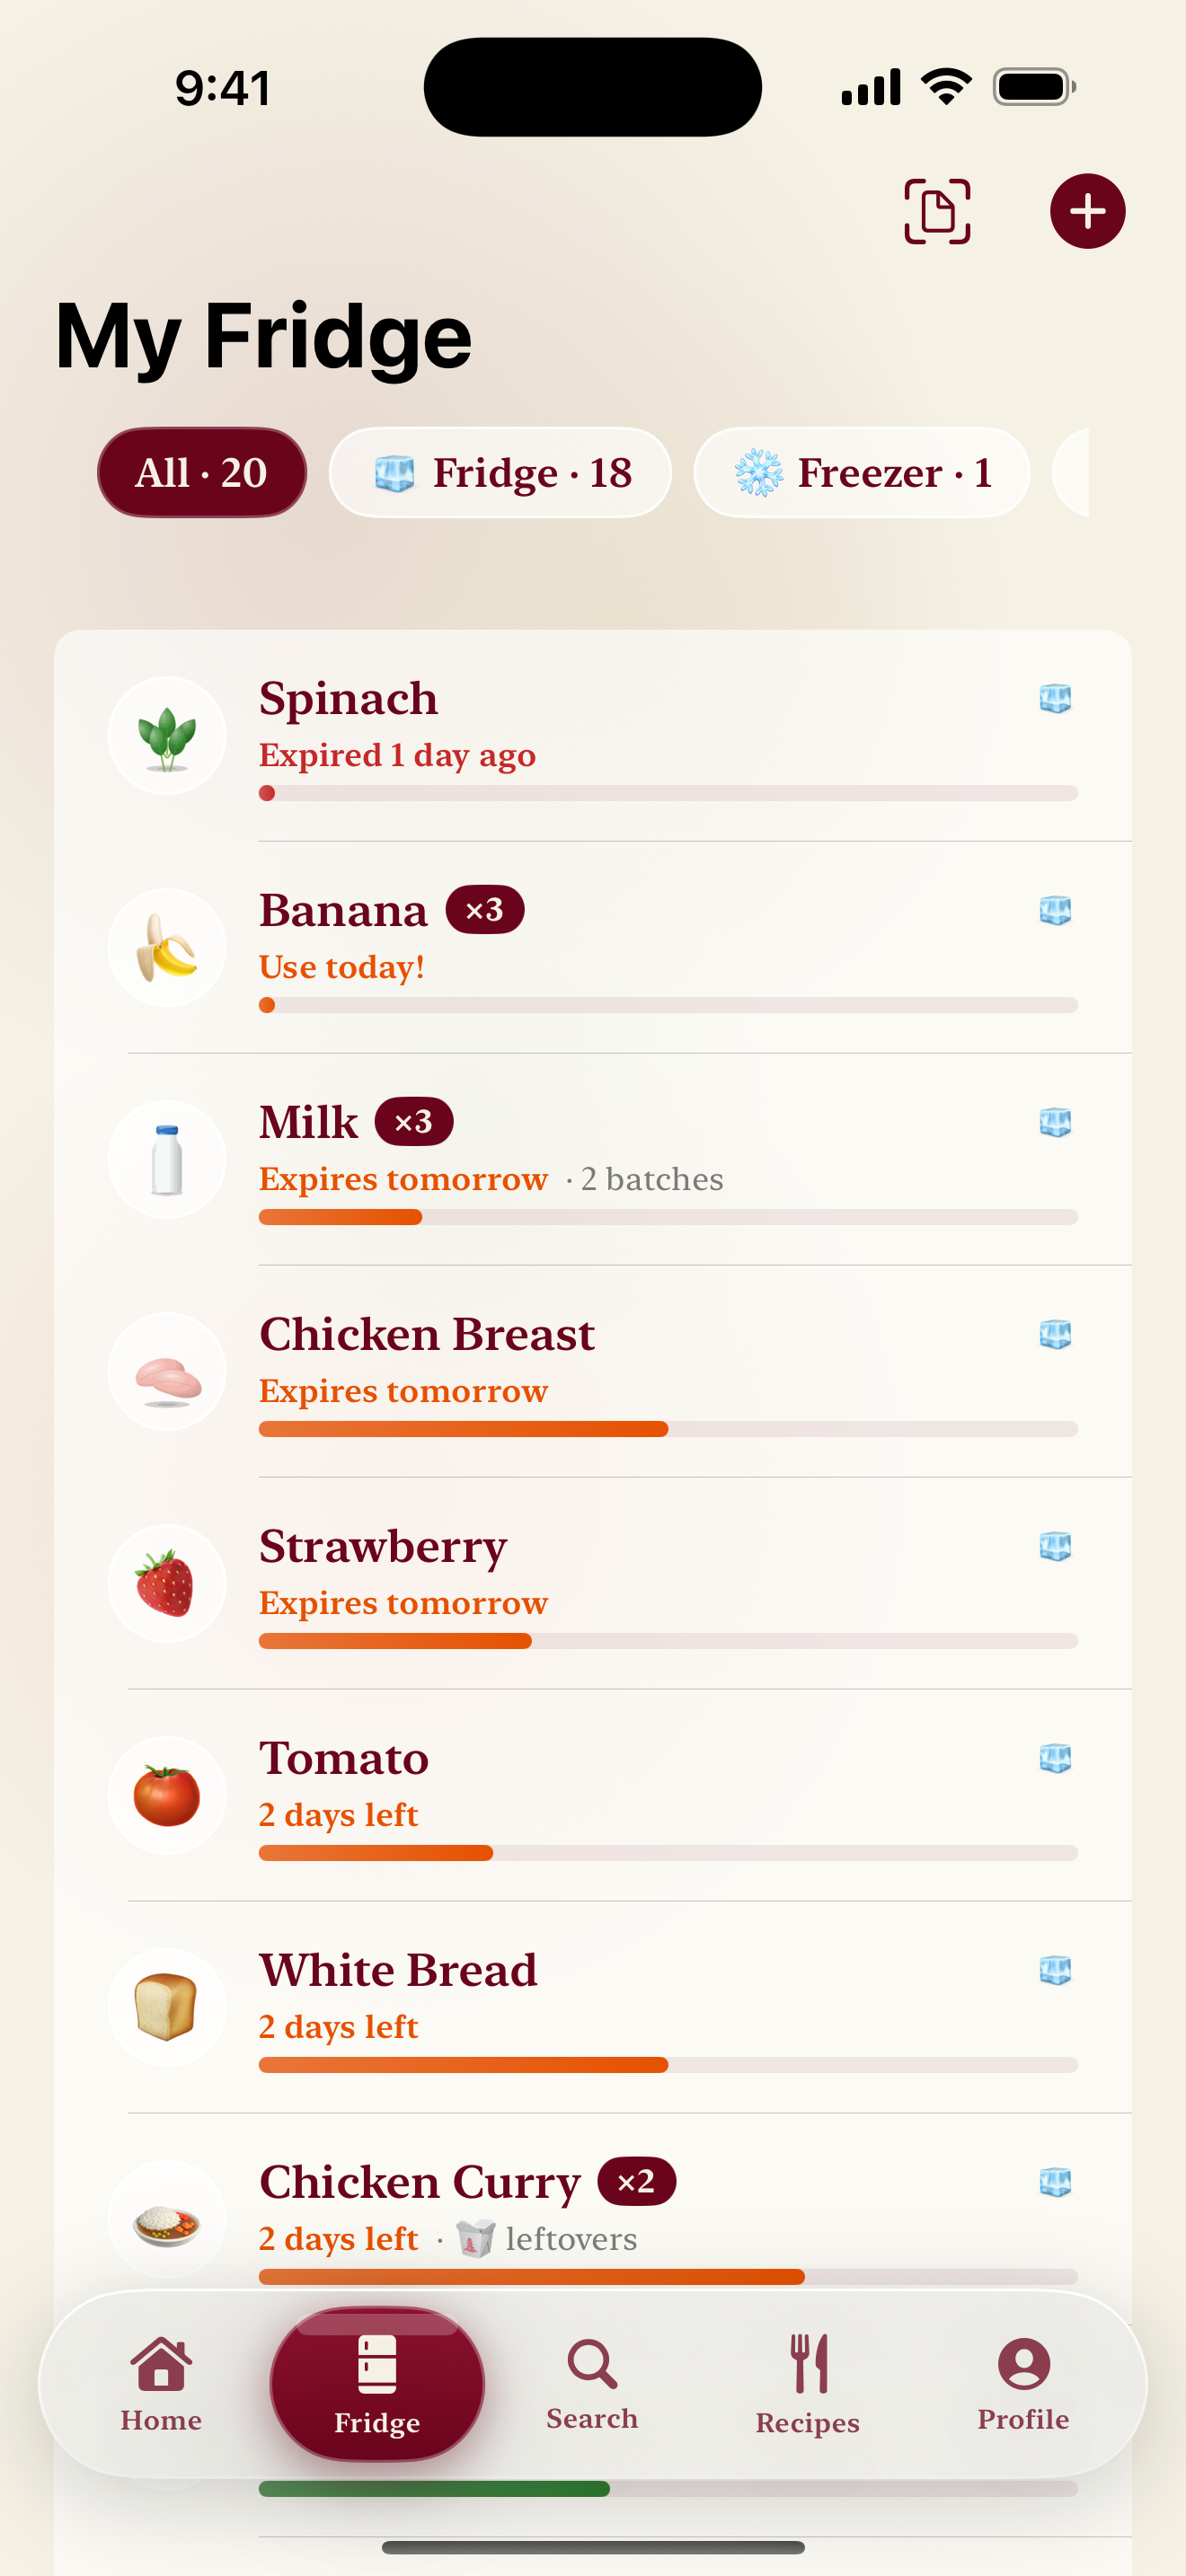 9:41
My Fridge
All · 20
Fridge · 18
Freezer · 1
Spinach
Expired 1 day ago
Banana ×3
Use today!
Milk ×3
Expires tomorrow · 2 batches
Chicken Breast
Expires tomorrow
Strawberry
Expires tomorrow
Tomato
2 days left
White Bread
2 days left
Chicken Curry ×2
2 days left · leftovers
Home
Fridge
Search
Recipes
Profile